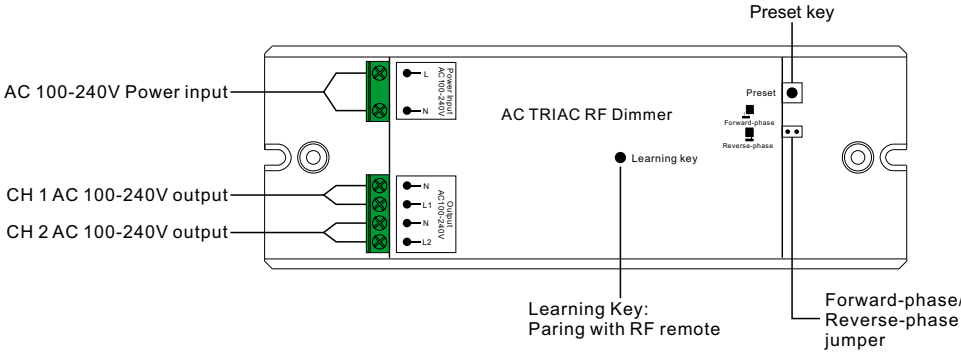 Preset key
AC 100-240V Power input
L
N
Power Input
AC100-240V
AC TRIAC RF Dimmer
Preset
Forward-phase
Reverse-phase
Learning key
CH 1 AC 100-240V output
CH 2 AC 100-240V output
N
L1
N
L2
Output
AC100-240V
Learning Key:
Paring with RF remote
Forward-phase/
Reverse-phase
jumper